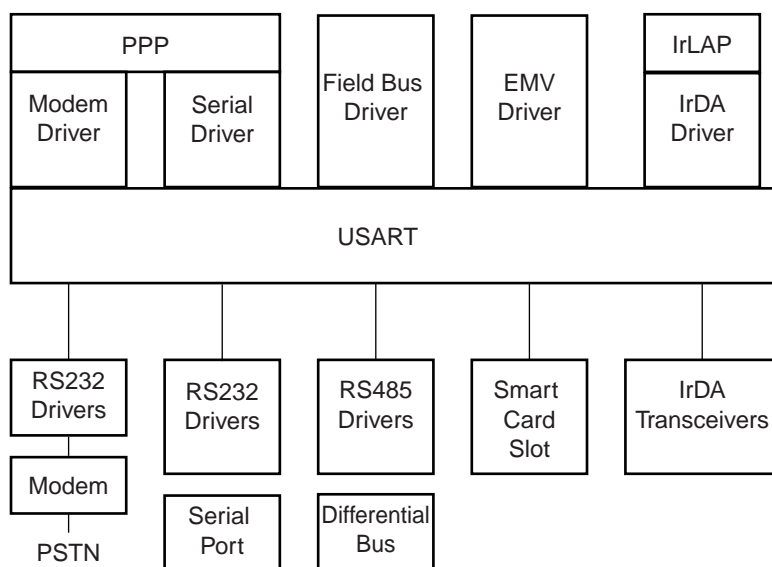 PPP
Modem
Driver
Serial
Driver
Field Bus
Driver
EMV
Driver
IrLAP
IrDA
Driver
USART
RS232
Drivers
Modem
PSTN
RS232
Drivers
Serial
Port
RS485
Drivers
Differential
Bus
Smart
Card
Slot
IrDA
Transceivers